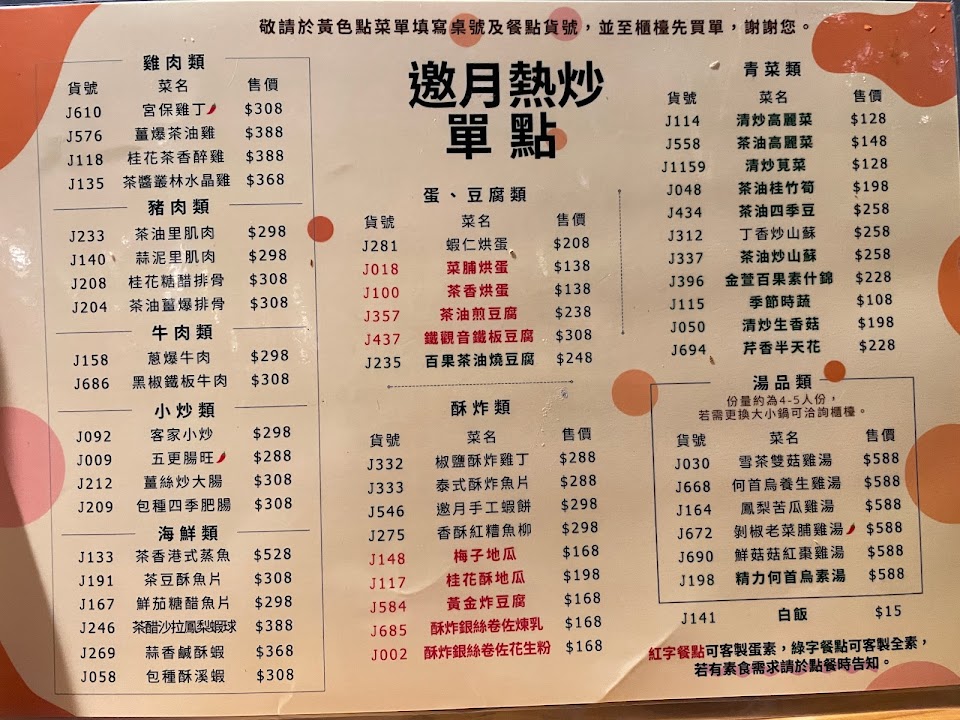 敬請於黃色點菜單填寫桌號及餐點貨號，並至櫃檯先買單，謝謝您。
雞肉類
貨號 菜名 售價
J610 宮保雞丁 $308
J576 薑爆茶油雞 $388
J118 桂花茶香醉雞 $388
J135 茶醬叢林水晶雞 $368
豬肉類
J233 茶油里肌肉 $298
J140 蒜泥里肌肉 $298
J208 桂花糖醋排骨 $308
J204 茶油薑爆排骨 $308
牛肉類
J158 蔥爆牛肉 $298
J686 黑椒鐵板牛肉 $308
小炒類
J092 客家小炒 $298
J009 五更腸旺 $288
J212 薑絲炒大腸 $308
J209 包種四季肥腸 $308
海鮮類
J133 茶香港式蒸魚 $528
J191 茶豆酥魚片 $308
J167 鮮茄糖醋魚片 $298
J246 茶醋沙拉鳳梨蝦球 $388
J269 蒜香鹹酥蝦 $368
J058 包種酥溪蝦 $308
邀月熱炒
單點
蛋、豆腐類
貨號 菜名 售價
J281 蝦仁烘蛋 $208
J018 菜脯烘蛋 $138
J100 茶香烘蛋 $138
J357 茶油煎豆腐 $238
J437 鐵觀音鐵板豆腐 $308
J235 百果茶油燒豆腐 $248
酥炸類
貨號 菜名 售價
J332 椒鹽酥炸雞丁 $288
J333 泰式酥炸魚片 $288
J546 邀月手工蝦餅 $298
J275 香酥紅糟魚柳 $298
J148 梅子地瓜 $168
J117 桂花酥地瓜 $198
J584 黃金炸豆腐 $168
J685 酥炸銀絲卷佐煉乳 $168
J002 酥炸銀絲卷佐花生粉 $168
青菜類
貨號 菜名 售價
J114 清炒高麗菜 $128
J558 茶油高麗菜 $148
J1159 清炒莧菜 $128
J048 茶油桂竹筍 $198
J434 茶油四季豆 $258
J312 丁香炒山蘇 $258
J337 茶油炒山蘇 $258
J396 金萱百果素什錦 $228
J115 季節時蔬 $108
J050 清炒生香菇 $198
J694 芹香半天花 $228
湯品類
份量約為4-5人份，
若需更換大小鍋可洽詢櫃檯。
貨號 菜名 售價
J030 雪茶雙菇雞湯 $588
J668 何首烏養生雞湯 $588
J164 鳳梨苦瓜雞湯 $588
J672 剝椒老菜脯雞湯 $588
J690 鮮菇菇紅棗雞湯 $588
J198 精力何首烏素湯 $588
J141 白飯 $15
紅字餐點可客製蛋素，綠字餐點可客製全素，
若有素食需求請於點餐時告知。